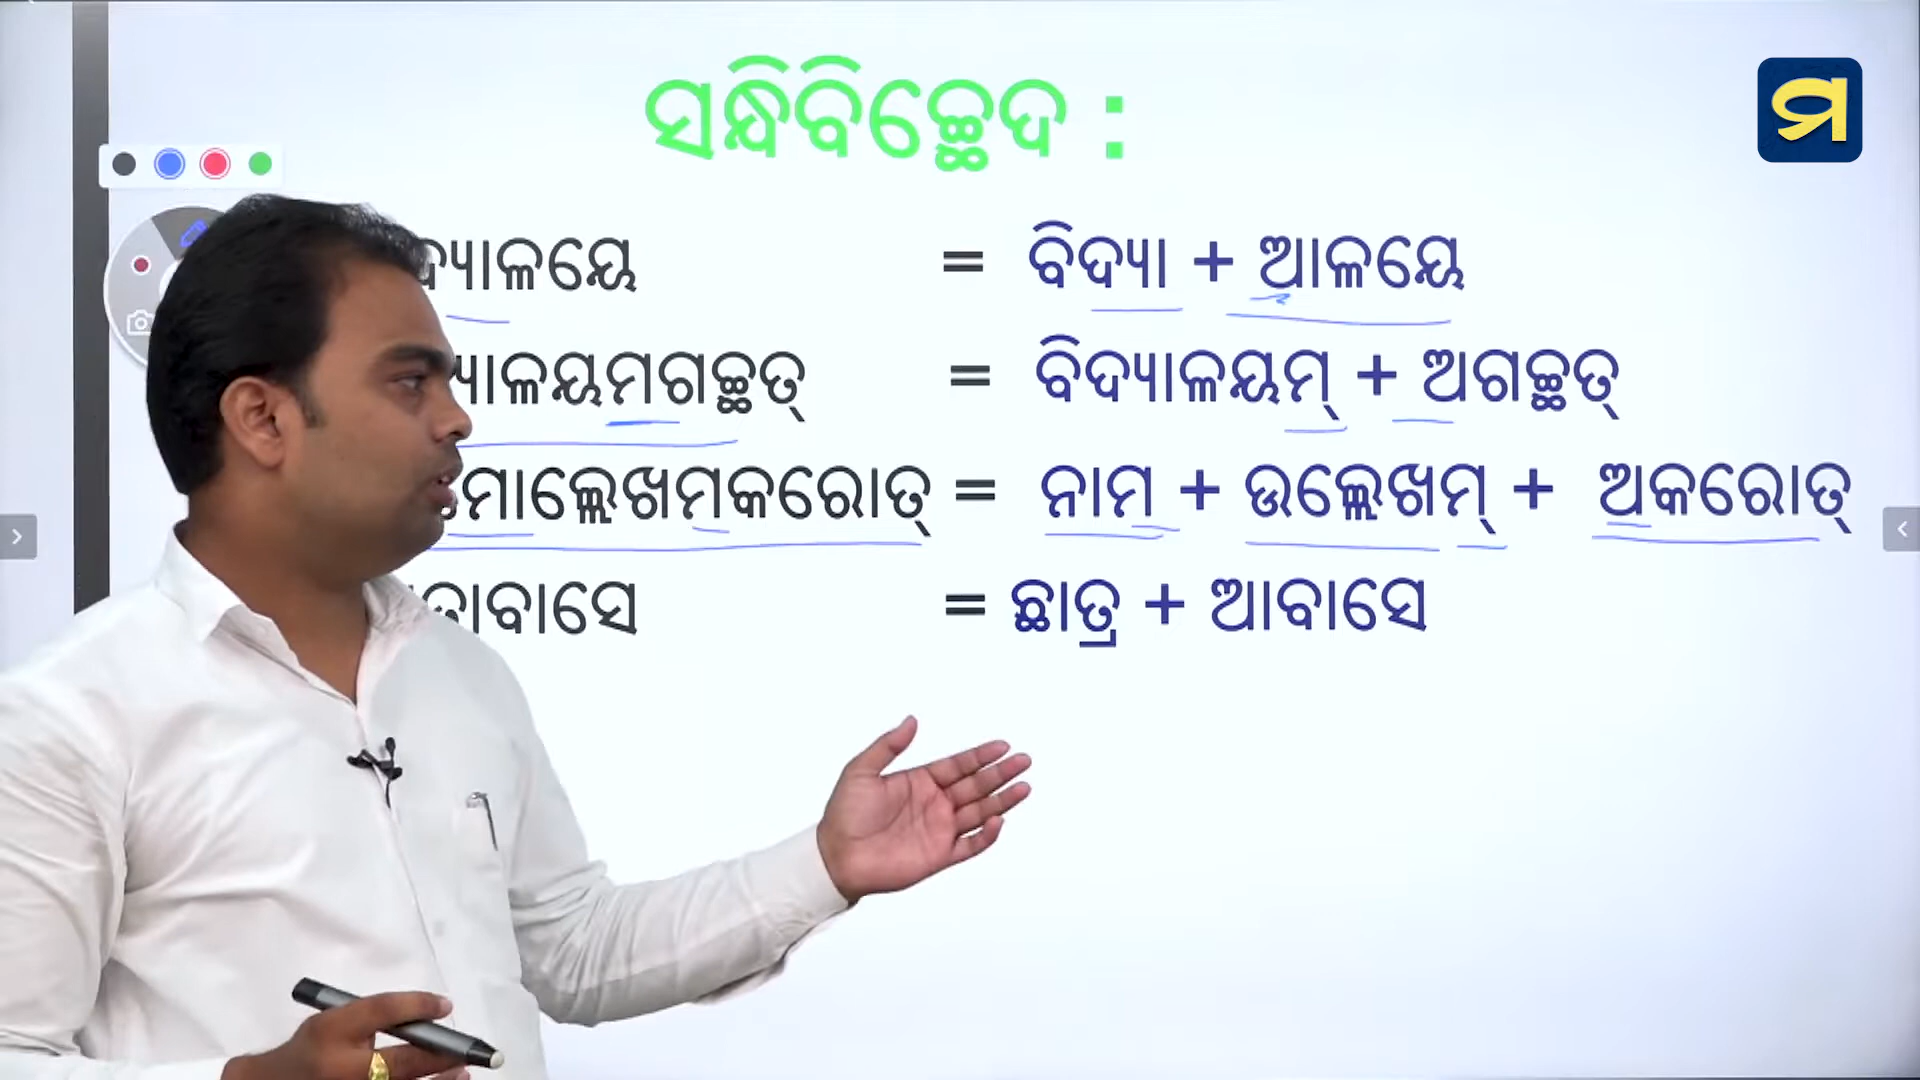 ସନ୍ଧିବିଚ୍ଛେଦ :
ମ
ଦ୍ୟାଳୟେ = ବିଦ୍ୟା + ଆଳୟେ
ଦ୍ୟାଳୟମଗଚ୍ଛତ୍ = ବିଦ୍ୟାଳୟମ୍ + ଅଗଚ୍ଛତ୍
ମାଲ୍ଲେଖମକରୋତ୍ = ନାମ + ଉଲ୍ଲେଖମ୍ + ଅକରୋତ୍
ବାସେ = ଛାତ୍ର + ଆବାସେ